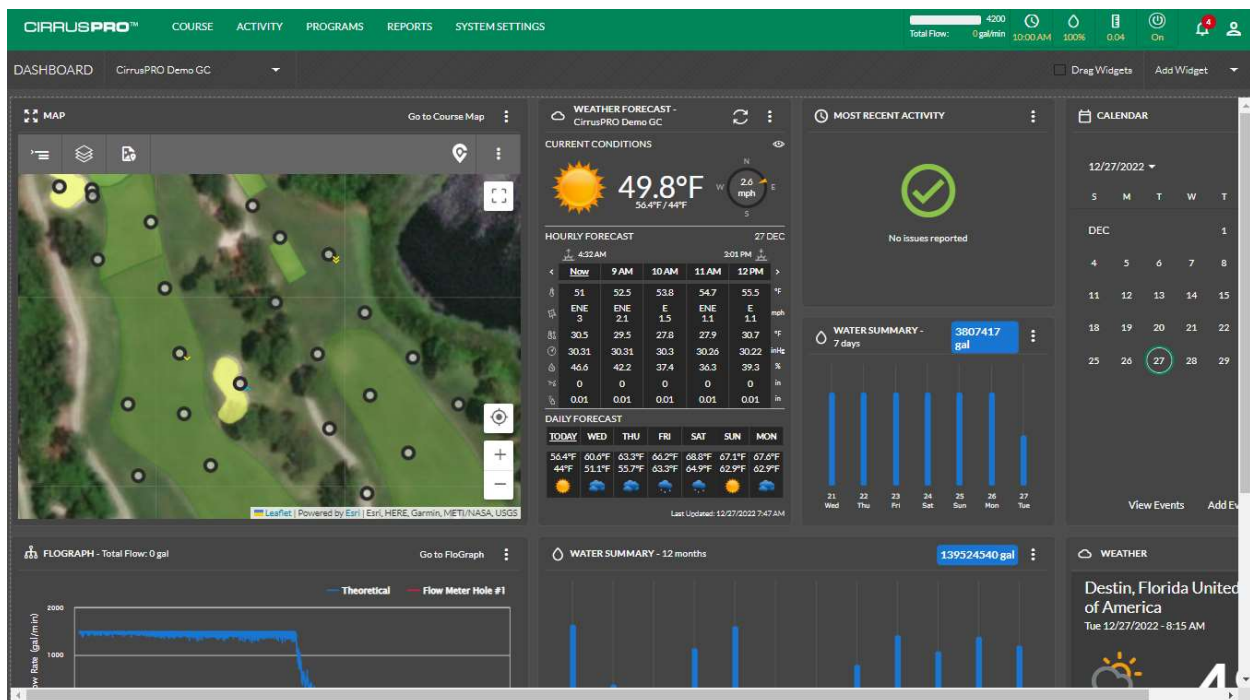 CIRRUSPRO™ COURSE ACTIVITY PROGRAMS REPORTS SYSTEM SETTINGS
4200
Total Flow: 0 gal/min 10:00 AM 100% 0.04 On 4
DASHBOARD CirrusPRO Demo GC Drag Widgets Add Widget
MAP Go to Course Map
Leaflet | Powered by Esri | Esri, HERE, Garmin, METI/NASA, USGS
WEATHER FORECAST -
CirrusPRO Demo GC
CURRENT CONDITIONS
49.8°F
56.4°F / 44°F
N
W 2.6 E
mph
S
HOURLY FORECAST 27 DEC
4:32 AM 3:01 PM
< Now 9 AM 10 AM 11 AM 12 PM >
51 52.5 53.8 54.7 55.5 °F
ENE ENE E ENE E
3 2.1 1.5 1.1 1.1 mph
30.5 29.5 27.8 27.9 30.7 °F
30.31 30.31 30.3 30.26 30.22 inHg
46.6 42.2 37.4 36.3 39.3 %
0 0 0 0 0 in
0.01 0.01 0.01 0.01 0.01 in
DAILY FORECAST
TODAY WED THU FRI SAT SUN MON
56.4°F 60.6°F 63.3°F 66.2°F 68.8°F 67.1°F 67.6°F
44°F 51.1°F 55.7°F 63.3°F 64.9°F 62.9°F 62.9°F
Last Updated: 12/27/2022 7:47 AM
MOST RECENT ACTIVITY
No issues reported
WATER SUMMARY -
7 days
3807417
gal
21 22 23 24 25 26 27
Wed Thu Fri Sat Sun Mon Tue
CALENDAR
12/27/2022
S M T W T
DEC 1
4 5 6 7 8
11 12 13 14 15
18 19 20 21 22
25 26 27 28 29
View Events Add Ev
FLOGRAPH - Total Flow: 0 gal Go to FloGraph
Theoretical Flow Meter Hole #1
2000
1000
ow Rate (gal/min)
WATER SUMMARY - 12 months 139524540 gal
WEATHER
Destin, Florida United
of America
Tue 12/27/2022 - 8:15 AM